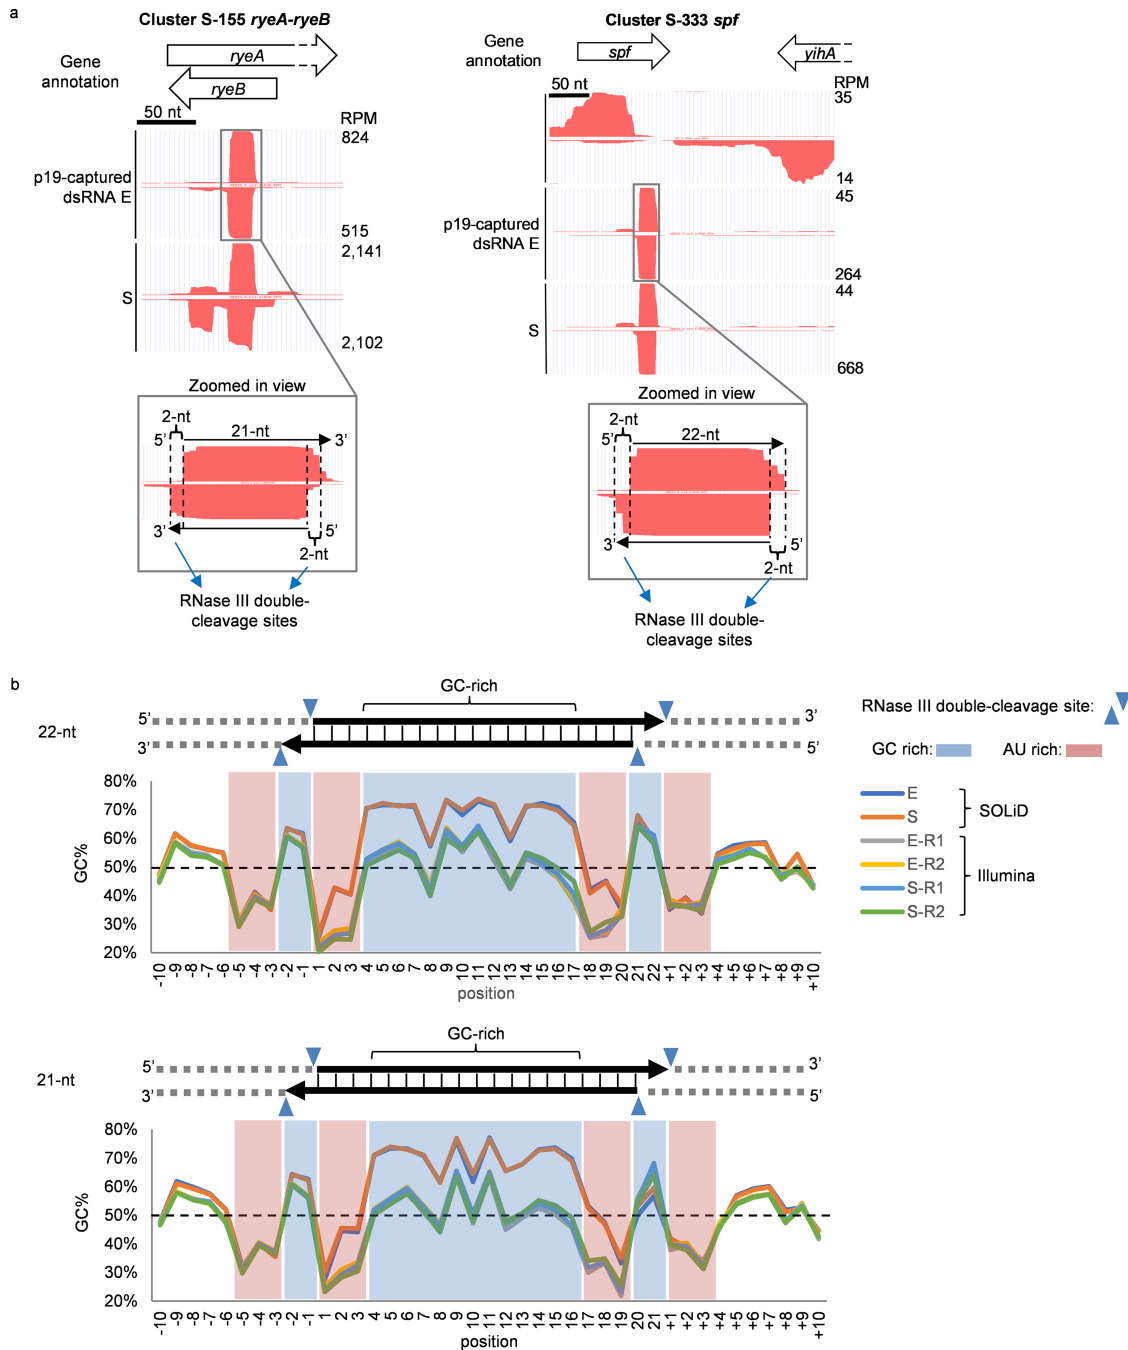 a
Cluster S-155 ryeA-ryeB
Gene annotation
ryeA
ryeB
50 nt
RPM
824
p19-captured dsRNA E
515
2,141
S
2,102
Zoomed in view
2-nt
5’ 21-nt 3’
3’ 5’
2-nt
RNase III double-cleavage sites
Cluster S-333 spf
Gene annotation
spf
yihA
50 nt
RPM
35
14
45
p19-captured dsRNA E
264
44
S
668
Zoomed in view
2-nt
5’ 22-nt
3’ 5’
2-nt
RNase III double-cleavage sites
b
GC-rich
22-nt
5’ 3’
3’ 5’
RNase III double-cleavage site:
GC rich: AU rich:
E
S
SOLiD
E-R1
E-R2
S-R1
S-R2
Illumina
80%
70%
60%
50%
40%
30%
20%
GC%
-10 -9 -8 -7 -6 -5 -4 -3 -2 -1 1 2 3 4 5 6 7 8 9 10 11 12 13 14 15 16 17 18 19 20 21 22 +1 +2 +3 +4 +5 +6 +7 +8 +9 +10
position
GC-rich
21-nt
5’ 3’
3’ 5’
80%
70%
60%
50%
40%
30%
20%
GC%
-10 -9 -8 -7 -6 -5 -4 -3 -2 -1 1 2 3 4 5 6 7 8 9 10 11 12 13 14 15 16 17 18 19 20 21 +1 +2 +3 +4 +5 +6 +7 +8 +9 +10
position